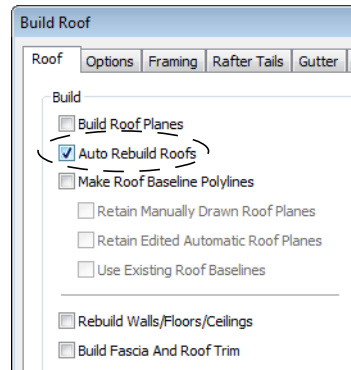 Build Roof
Roof Options Framing Rafter Tails Gutter
Build
Build Roof Planes
Auto Rebuild Roofs
Make Roof Baseline Polylines
Retain Manually Drawn Roof Planes
Retain Edited Automatic Roof Planes
Use Existing Roof Baselines
Rebuild Walls/Floors/Ceilings
Build Fascia And Roof Trim